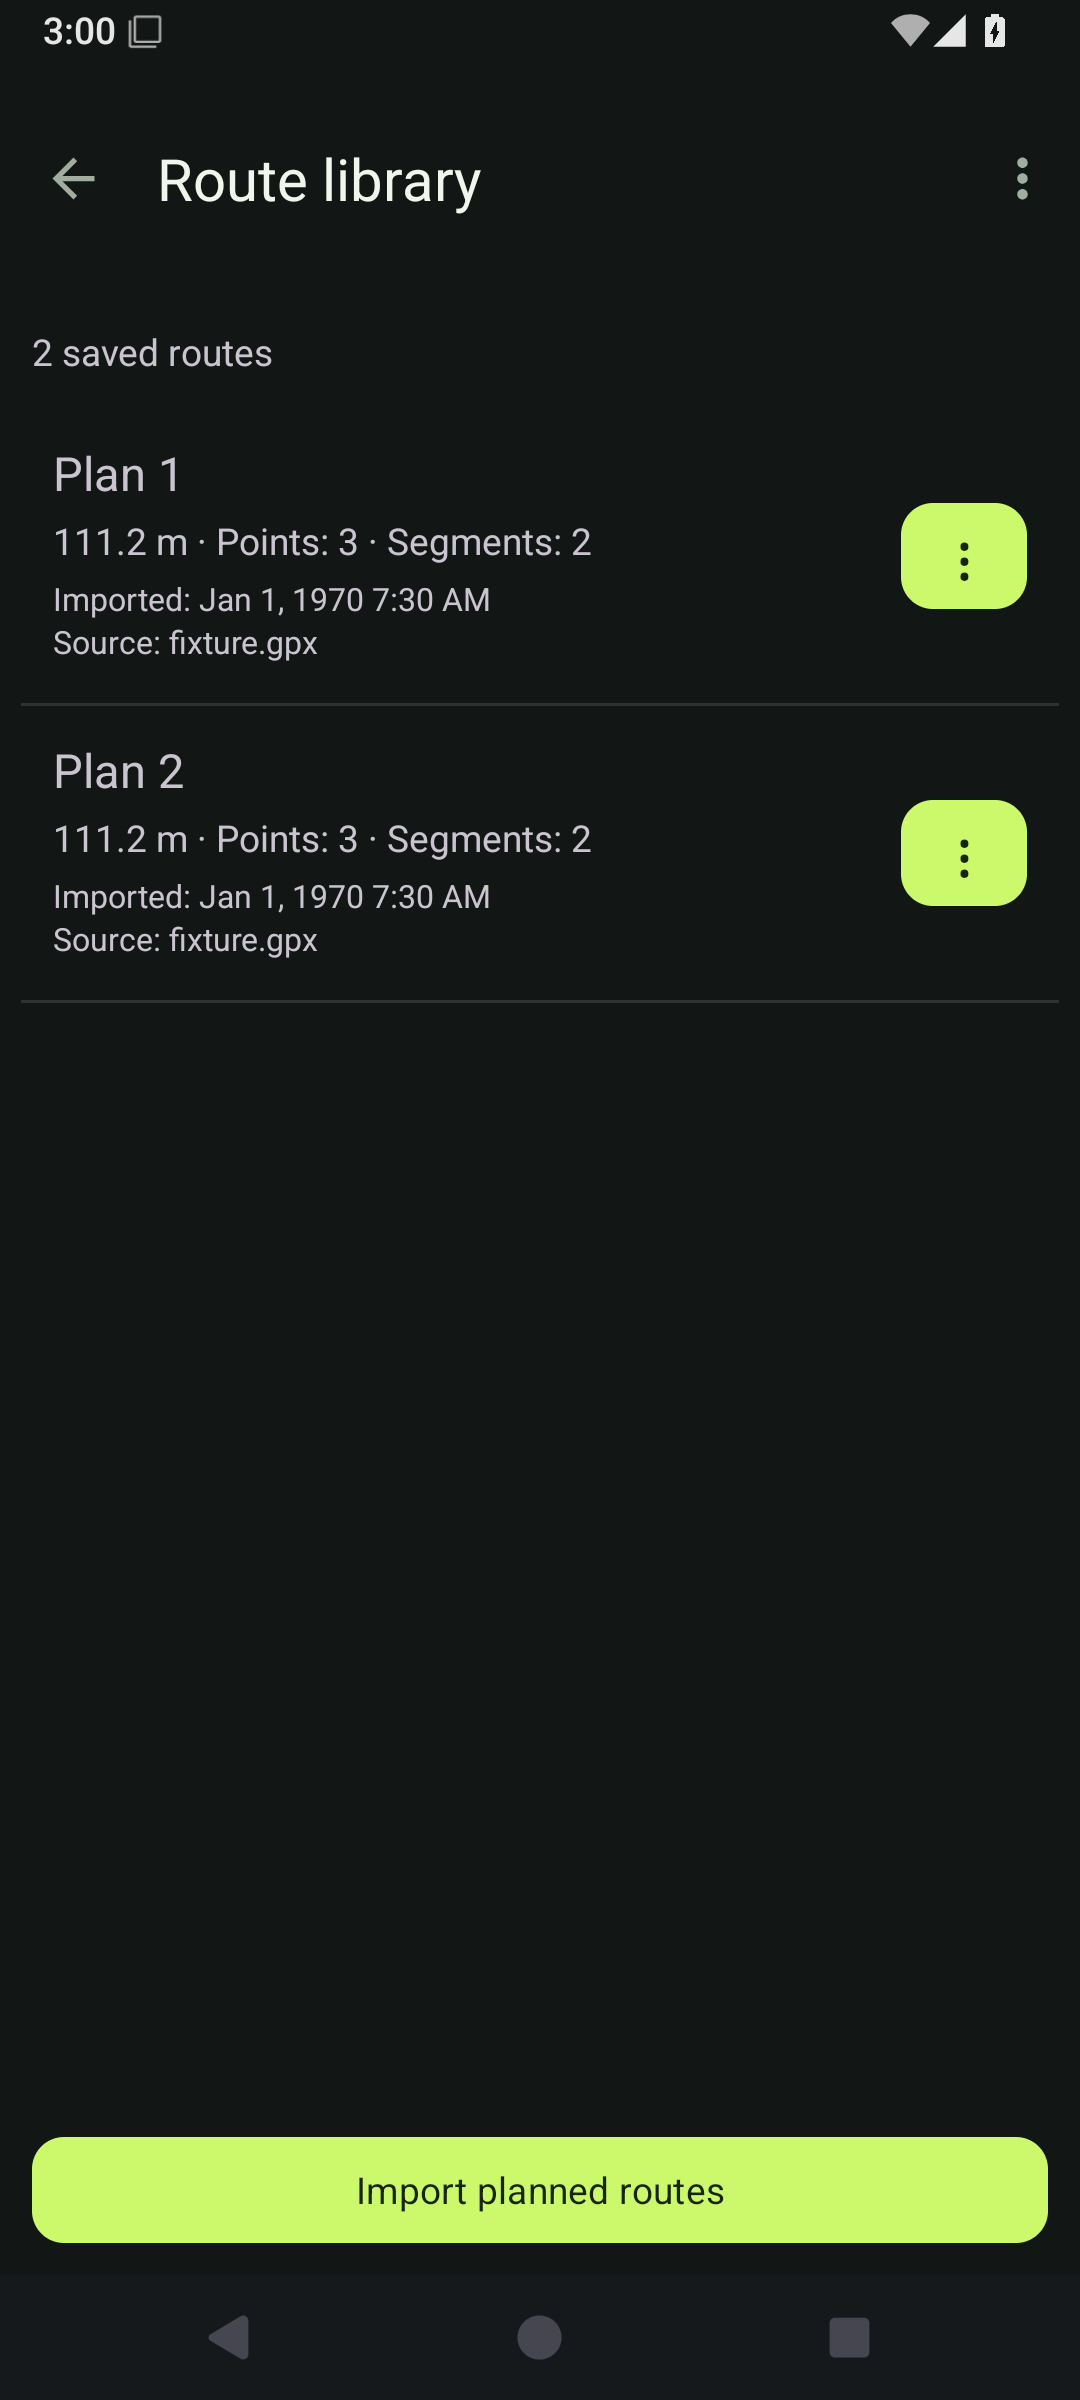 3:00
Route library
2 saved routes
Plan 1
111.2 m · Points: 3 · Segments: 2
Imported: Jan 1, 1970 7:30 AM
Source: fixture.gpx
Plan 2
111.2 m · Points: 3 · Segments: 2
Imported: Jan 1, 1970 7:30 AM
Source: fixture.gpx
Import planned routes